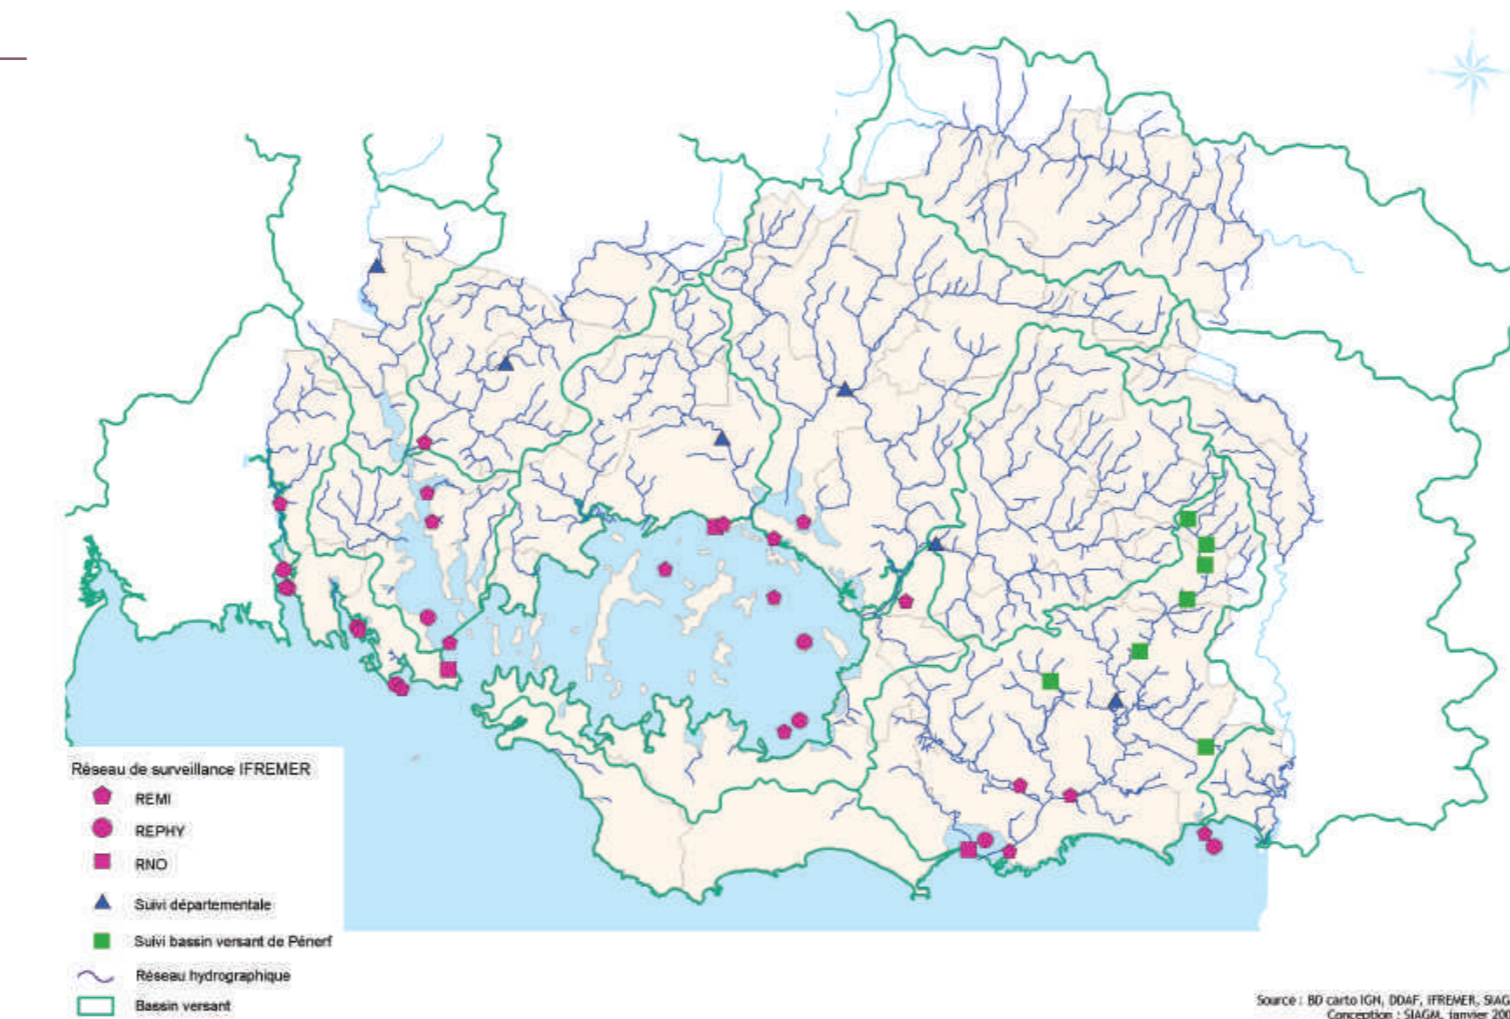 Réseau de surveillance IFREMER
REMI
REPHY
RNO
Suivi départementale
Suivi bassin versant de Pénerf
Réseau hydrographique
Bassin versant
Source : BD carto IGN, DDAF, IFREMER, SIAG
Conception : SIAGM, janvier 200